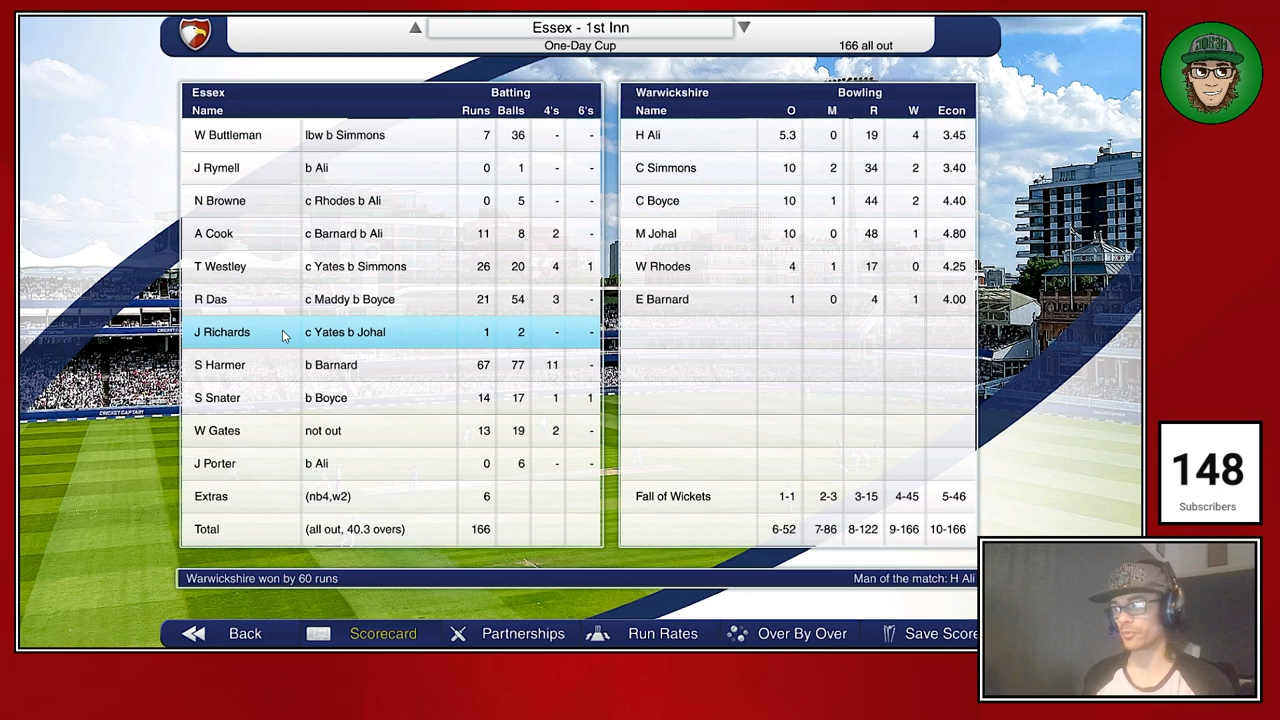 Essex - 1st Inn
One-Day Cup 166 all out
Essex Batting
Name Runs Balls 4's 6's
W Buttleman lbw b Simmons 7 36 - -
J Rymell b Ali 0 1 - -
N Browne c Rhodes b Ali 0 5 - -
A Cook c Barnard b Ali 11 8 2 -
T Westley c Yates b Simmons 26 20 4 1
R Das c Maddy b Boyce 21 54 3 -
J Richards c Yates b Johal 1 2 - -
S Harmer b Barnard 67 77 11 -
S Snater b Boyce 14 17 1 1
W Gates not out 13 19 2 -
J Porter b Ali 0 6 - -
Extras (nb4,w2) 6
Total (all out, 40.3 overs) 166
Warwickshire Bowling
Name O M R W Econ
H Ali 5.3 0 19 4 3.45
C Simmons 10 2 34 2 3.40
C Boyce 10 1 44 2 4.40
M Johal 10 0 48 1 4.80
W Rhodes 4 1 17 0 4.25
E Barnard 1 0 4 1 4.00
Fall of Wickets 1-1 2-3 3-15 4-45 5-46
6-52 7-86 8-122 9-166 10-166
Warwickshire won by 60 runs Man of the match: H Ali
Back Scorecard Partnerships Run Rates Over By Over Save Score
CRICKET CAPTAIN
148
Subscribers